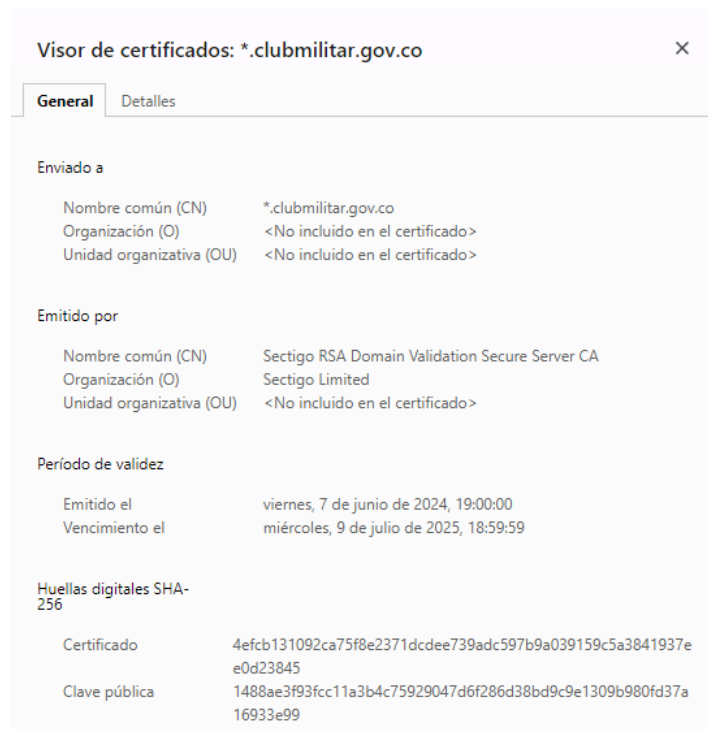 Visor de certificados: *.clubmilitar.gov.co
General Detalles
Enviado a
Nombre común (CN) *.clubmilitar.gov.co
Organización (O) <No incluido en el certificado>
Unidad organizativa (OU) <No incluido en el certificado>
Emitido por
Nombre común (CN) Sectigo RSA Domain Validation Secure Server CA
Organización (O) Sectigo Limited
Unidad organizativa (OU) <No incluido en el certificado>
Período de validez
Emitido el viernes, 7 de junio de 2024, 19:00:00
Vencimiento el miércoles, 9 de julio de 2025, 18:59:59
Huellas digitales SHA-
256
Certificado 4efcb131092ca75f8e2371dcdee739adc597b9a039159c5a3841937e
e0d23845
Clave pública 1488ae3f93fcc11a3b4c75929047d6f286d38bd9c9e1309b980fd37a
16933e99